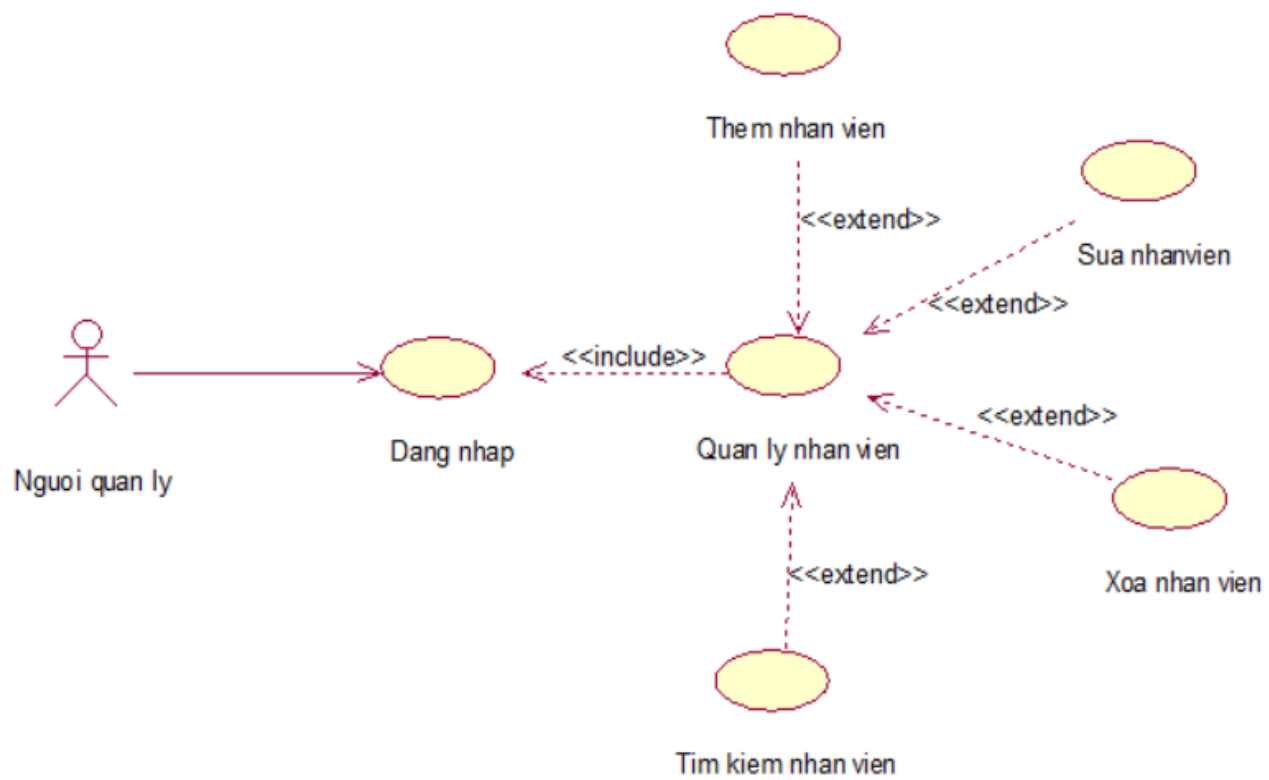 Them nhan vien
<<extend>>
Sua nhanvien
<<extend>>
<<include>>
<<extend>>
Dang nhap
Quan ly nhan vien
Nguoi quan ly
<<extend>>
Xoa nhan vien
Tim kiem nhan vien